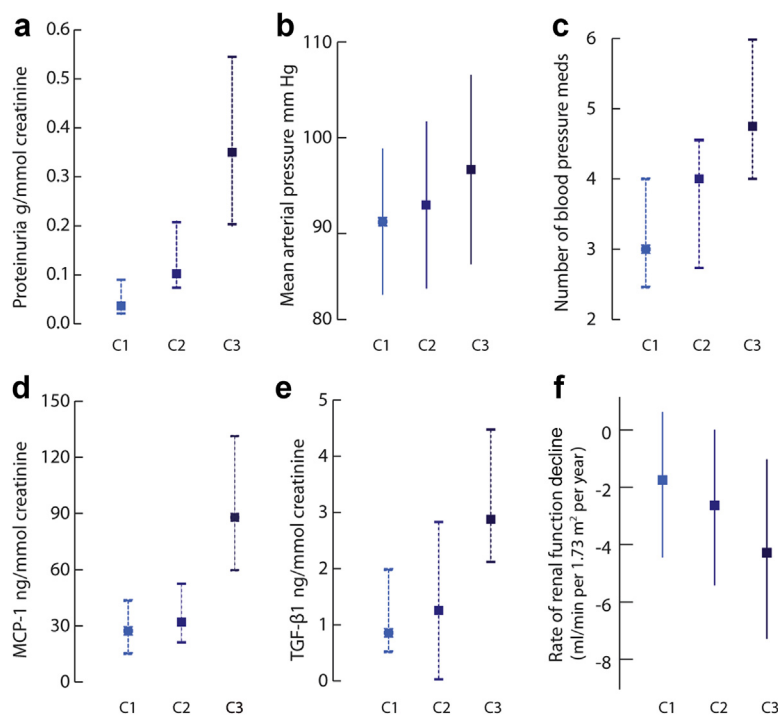 a
Proteinuria g/mmol creatinine
0.6
0.5
0.4
0.3
0.2
0.1
0.0
C1 C2 C3
b
Mean arterial pressure mm Hg
110
100
90
80
C1 C2 C3
c
Number of blood pressure meds
6
5
4
3
2
C1 C2 C3
d
MCP-1 ng/mmol creatinine
150
120
90
60
30
0
C1 C2 C3
e
TGF-β1 ng/mmol creatinine
5
4
3
2
1
0
C1 C2 C3
f
Rate of renal function decline
(ml/min per 1.73 m² per year)
0
-2
-4
-6
-8
C1 C2 C3